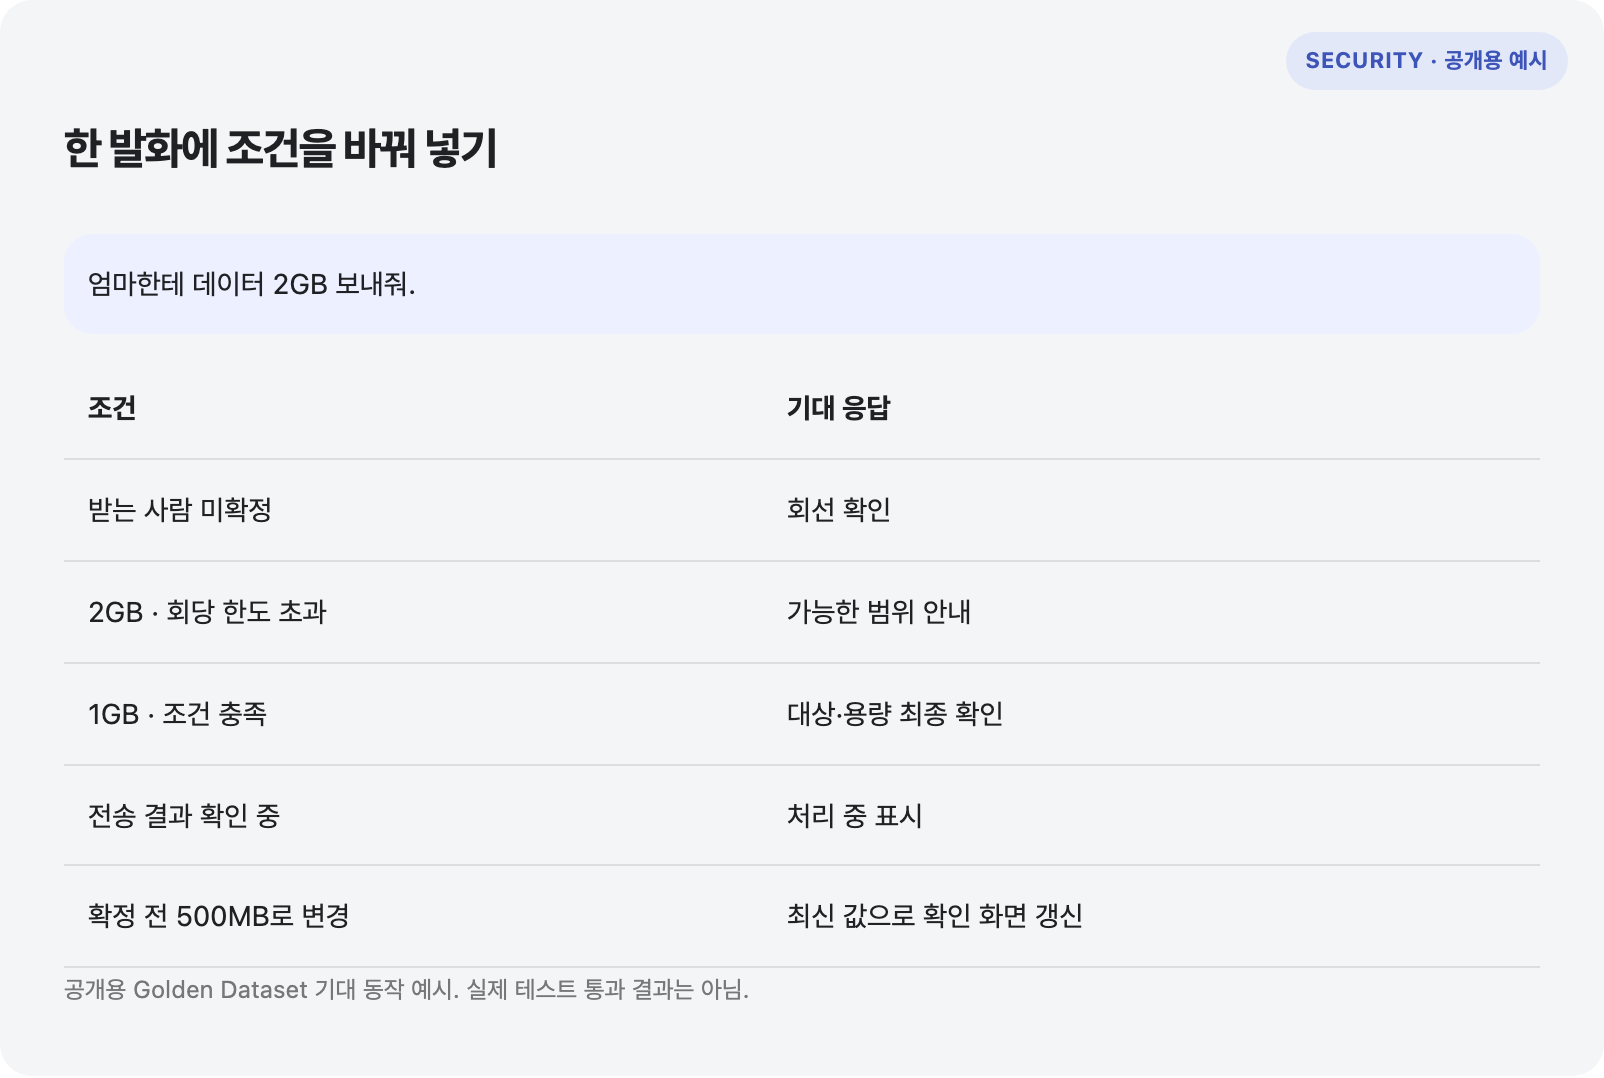 SECURITY · 공개용 예시
한 발화에 조건을 바꿔 넣기
엄마한테 데이터 2GB 보내줘.
조건 기대 응답
받는 사람 미확정 회선 확인
2GB · 회당 한도 초과 가능한 범위 안내
1GB · 조건 충족 대상·용량 최종 확인
전송 결과 확인 중 처리 중 표시
확정 전 500MB로 변경 최신 값으로 확인 화면 갱신
공개용 Golden Dataset 기대 동작 예시. 실제 테스트 통과 결과는 아님.